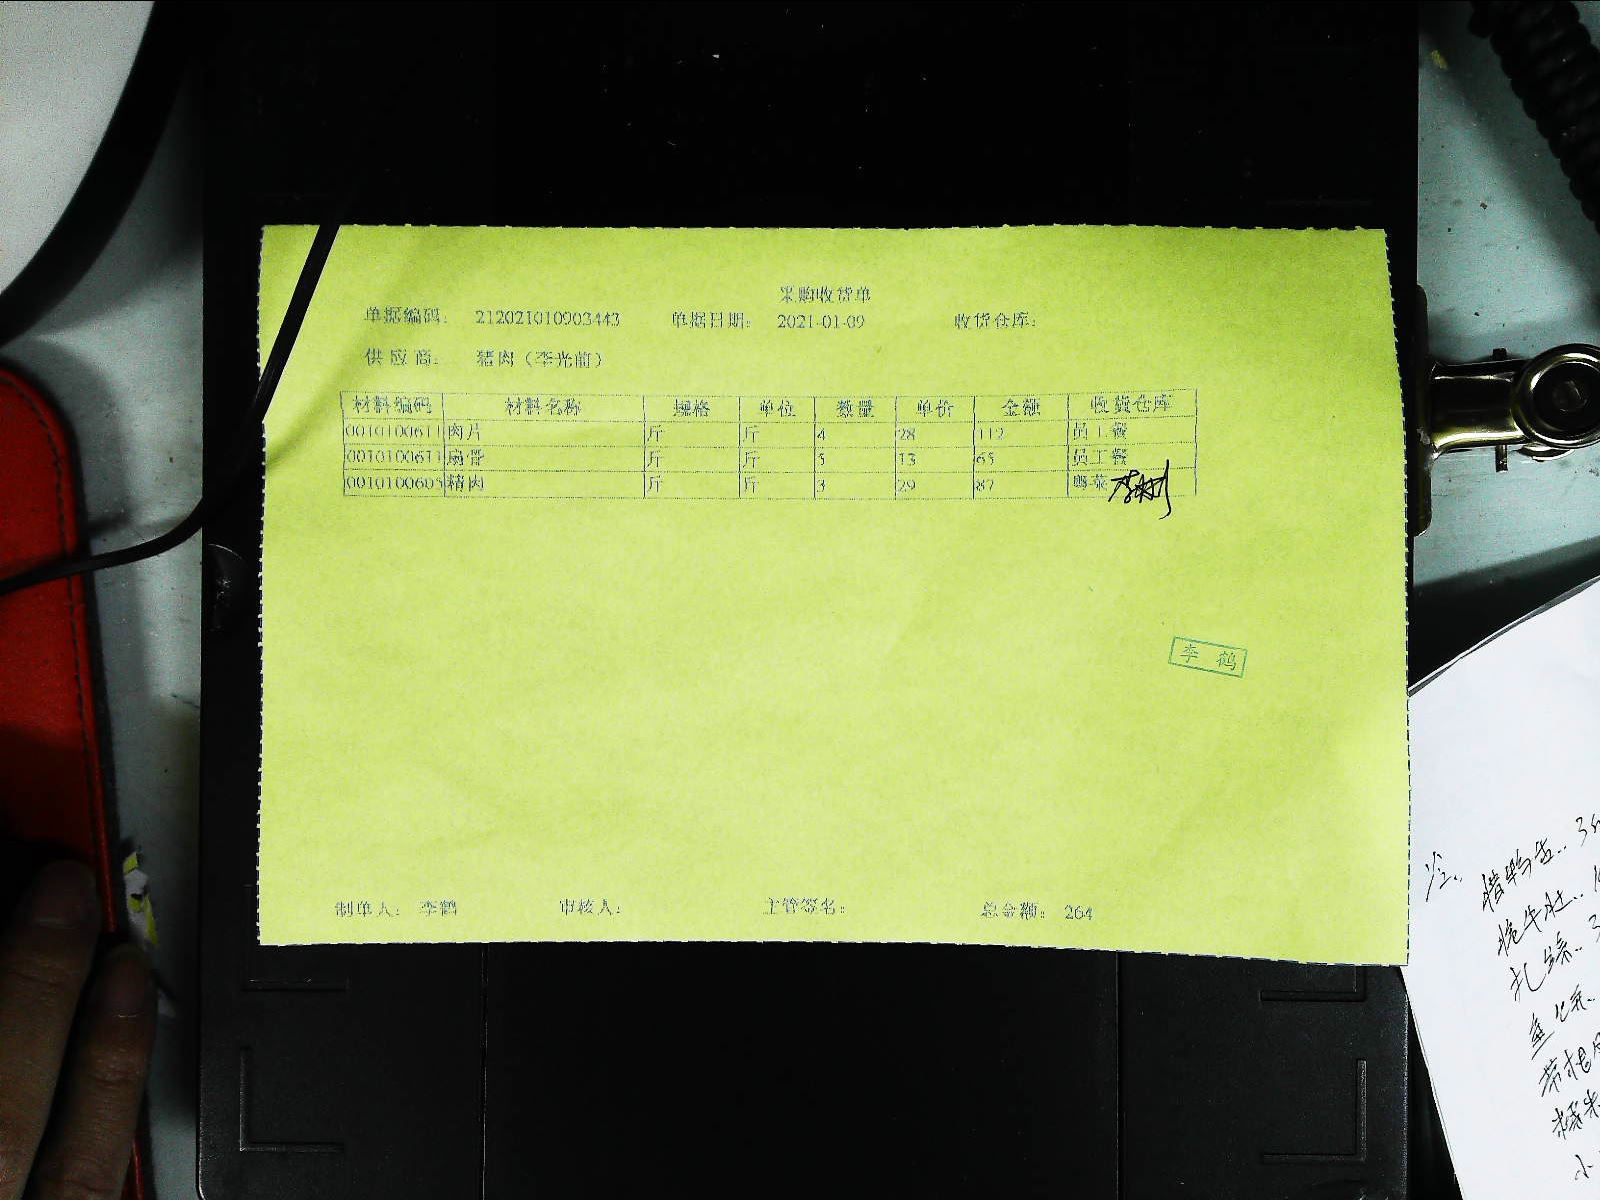 采购收货单
单据编码： 212021010903443 单据日期： 2021-01-09 收货仓库：
供应商： 猪肉（李光前）
材料编码 材料名称 规格 单位 数量 单价 金额 收货仓库
0010100611 肉片 斤 斤 4 28 112 员工餐
0010100611 扇骨 斤 斤 5 13 65 员工餐
0010100605 精肉 斤 斤 3 29 87 粤菜
李 鹤
制单人： 李鹤 审核人： 主管签名： 总金额： 264